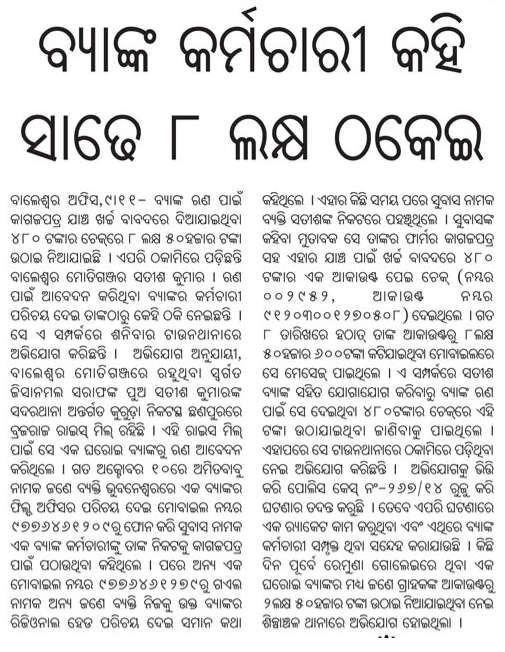 ବ୍ୟାଙ୍କ କର୍ମଚାରୀ କହି
ସାଢେ ୮ ଲକ୍ଷ ଠକେଇ
ବାଲେଶ୍ୱର ଅଫିସ,୯।୧୧– ବ୍ୟାଙ୍କ ଋଣ ପାଇଁ
କାଗଜପତ୍ର ଯାଞ୍ଚ ଖର୍ଚ୍ଚ ବାବଦରେ ଦିଆଯାଇଥିବା
୪୮୦ ଟଙ୍କାର ଚେକ୍‌ରେ ୮ ଲକ୍ଷ ୫୦ହଜାର ଟଙ୍କା
ଉଠାଇ ନିଆଯାଇଛି । ଏପରି ଠକାମିରେ ପଡ଼ିଛନ୍ତି
ବାଲେଶ୍ୱର ମୋତିଗଞ୍ଜର ସତୀଶ କୁମାର । ଋଣ
ପାଇଁ ଆବେଦନ କରିଥିବା ବ୍ୟାଙ୍କର କର୍ମଚାରୀ
ପରିଚୟ ଦେଇ ତାଙ୍କଠାରୁ କେହି ଠକି ନେଇଛନ୍ତି ।
ସେ ଏ ସମ୍ପର୍କରେ ଶନିବାର ଟାଉନଥାନାରେ
ଅଭିଯୋଗ କରିଛନ୍ତି । ଅଭିଯୋଗ ଅନୁଯାୟୀ,
ବାଲେଶ୍ୱର ମୋତିଗଞ୍ଜରେ ରହୁଥିବା ସ୍ୱର୍ଗତ
ଜିସାନମଲ ସରାଫଙ୍କ ପୁଅ ସତୀଶ କୁମାରଙ୍କ
ସଦରଥାନା ଅନ୍ତର୍ଗତ କୁରୁଡ଼ା ନିକଟସ୍ଥ ଛଣପୁରରେ
ବ୍ରଜରାଜ ରାଇସ୍ ମିଲ୍ ରହିଛି । ଏହି ରାଇସ ମିଲ୍
ପାଇଁ ସେ ଏକ ଘରୋଇ ବ୍ୟାଙ୍କରୁ ଋଣ ଆବେଦନ
କରିଥିଲେ । ଗତ ଅକ୍ଟୋବର ୧୦ରେ ଅମିତବାବୁ
ନାମକ ଜଣେ ବ୍ୟକ୍ତି ଭୁବନେଶ୍ୱରରେ ଏକ ବ୍ୟାଙ୍କର
ଫିଲ୍ଡ ଅଫିସର ପରିଚୟ ଦେଇ ମୋବାଇଲ ନମ୍ବର
୯୭୭୬୪୬୧୨୦୯ରୁ ଫୋନ କରି ସୁବାସ ନାମକ
ଏକ ବ୍ୟାଙ୍କ କର୍ମଚାରୀଙ୍କୁ ତାଙ୍କ ନିକଟକୁ କାଗଜପତ୍ର
ପାଇଁ ପଠାଉଥିବା କହିଥିଲେ । ପରେ ଅନ୍ୟ ଏକ
ମୋବାଇଲ ନମ୍ବର ୯୭୭୬୪୬୧୨୭୯ରୁ ଗଏଲ
ନାମକ ଅନ୍ୟ ଜଣେ ବ୍ୟକ୍ତି ନିଜକୁ ଉକ୍ତ ବ୍ୟାଙ୍କର
ରିଜିଓନାଲ ହେଡ ପରିଚୟ ଦେଇ ସମାନ କଥା
କହିଥିଲେ । ଏହାର କିଛି ସମୟ ପରେ ସୁବାସ ନାମକ
ବ୍ୟକ୍ତି ସତୀଶଙ୍କ ନିକଟରେ ପହଞ୍ଚିଥିଲେ । ସୁବାସଙ୍କ
କହିବା ମୁତାବକ ସେ ତାଙ୍କର ଫାର୍ମର କାଗଜପତ୍ର
ସହ ଏହାର ଯାଞ୍ଚ ପାଇଁ ଖର୍ଚ୍ଚ ବାବଦରେ ୪୮୦
ଟଙ୍କାର ଏକ ଆକାଉଣ୍ଟ ପେଇ ଚେକ୍ (ନମ୍ବର
୦୦୨୯୫୨, ଆକାଉଣ୍ଟ ନମ୍ବର
୯୧୨୦୩୦୦୧୨୭୦୫୦୮) ଦେଇଥିଲେ । ଗତ
୮ ତାରିଖରେ ହଠାତ୍ ତାଙ୍କ ଆକାଉଣ୍ଟରୁ ୮ଲକ୍ଷ
୫୦ହଜାର ୬୦୦ଟଙ୍କା କଟିଯାଇଥିବା ମୋବାଇଲରେ
ସେ ମେସେଜ୍ ପାଇଥିଲେ । ଏ ସମ୍ପର୍କରେ ସତୀଶ
ବ୍ୟାଙ୍କ ସହିତ ଯୋଗାଯୋଗ କରିବାରୁ ବ୍ୟାଙ୍କ ଋଣ
ପାଇଁ ସେ ଦେଇଥିବା ୪୮୦ଟଙ୍କାର ଚେକ୍‌ରେ ଏହି
ଟଙ୍କା ଉଠାଯାଇଥିବା ଜାଣିବାକୁ ପାଇଥିଲେ ।
ଏହାପରେ ସେ ଟାଉନଥାନାରେ ଠକାମିରେ ପଡ଼ିଥିବା
ନେଇ ଅଭିଯୋଗ କରିଛନ୍ତି । ଅଭିଯୋଗକୁ ଭିଭି
କରି ପୋଲିସ କେସ୍ ନଂ-୨୬୭/୧୪ ରୁଜୁ କରି
ଘଟଣାର ତଦନ୍ତ କରୁଛି । ତେବେ ଏପରି ଘଟଣାରେ
ଏକ ର‌୍ୟାକେଟ କାମ କରୁଥିବା ଏବଂ ଏଥିରେ ବ୍ୟାଙ୍କ
କର୍ମଚାରୀ ସମ୍ପୃକ୍ତ ଥିବା ସନ୍ଦେହ କରାଯାଉଛି । କିଛି
ଦିନ ପୂର୍ବେ ରେମୁଣା ଗୋଲେଇରେ ଥିବା ଏକ
ଘରୋଇ ବ୍ୟାଙ୍କର ମଧ୍ୟ ଜଣେ ଗ୍ରାହକଙ୍କ ଆକାଉଣ୍ଟରୁ
୨ଲକ୍ଷ ୫୦ହଜାର ଟଙ୍କା ଉଠାଇ ନିଆଯାଇଥିବା ନେଇ
ଶିଳ୍ପାଞ୍ଚଳ ଥାନାରେ ଅଭିଯୋଗ ହୋଇଥିଲା ।